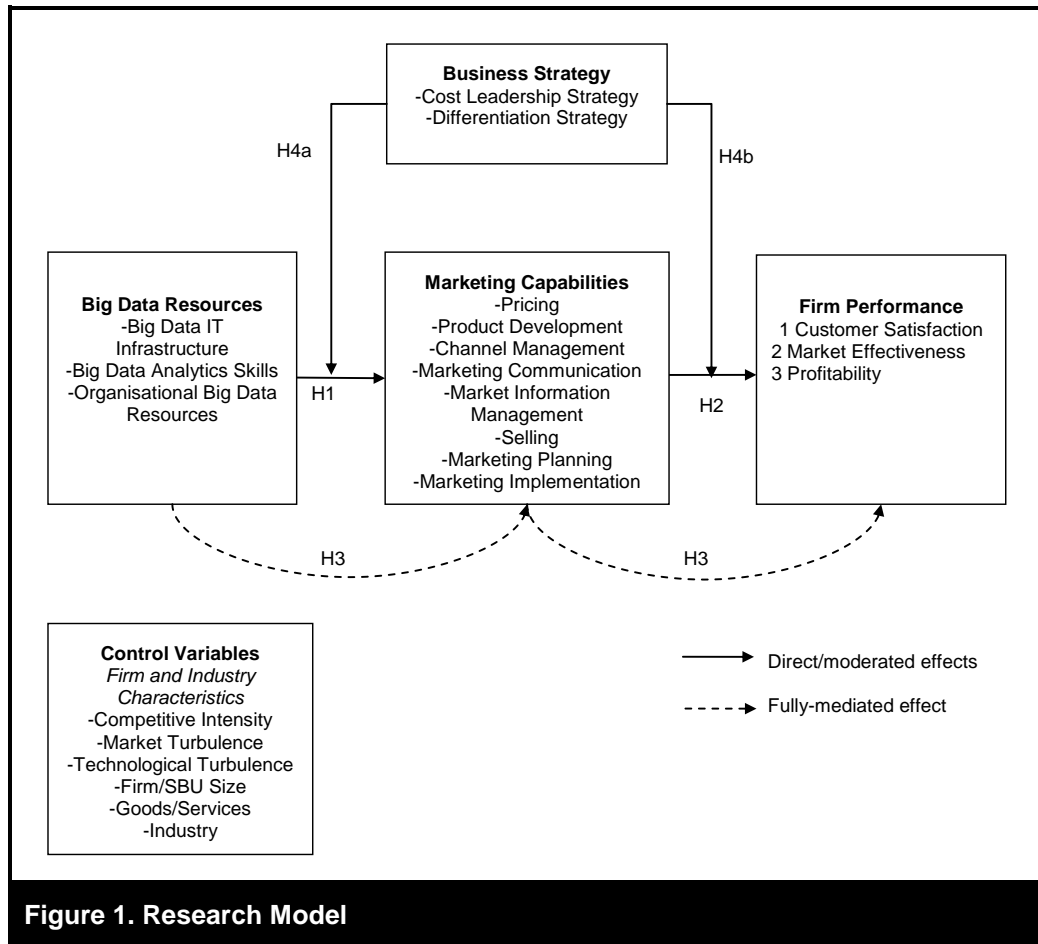 Business Strategy
-Cost Leadership Strategy
-Differentiation Strategy
H4a
H4b
Big Data Resources
-Big Data IT
Infrastructure
-Big Data Analytics Skills
-Organisational Big Data
Resources
H1
Marketing Capabilities
-Pricing
-Product Development
-Channel Management
-Marketing Communication
-Market Information
Management
-Selling
-Marketing Planning
-Marketing Implementation
H2
Firm Performance
1 Customer Satisfaction
2 Market Effectiveness
3 Profitability
H3
H3
Control Variables
Firm and Industry
Characteristics
-Competitive Intensity
-Market Turbulence
-Technological Turbulence
-Firm/SBU Size
-Goods/Services
-Industry
Direct/moderated effects
Fully-mediated effect
Figure 1. Research Model